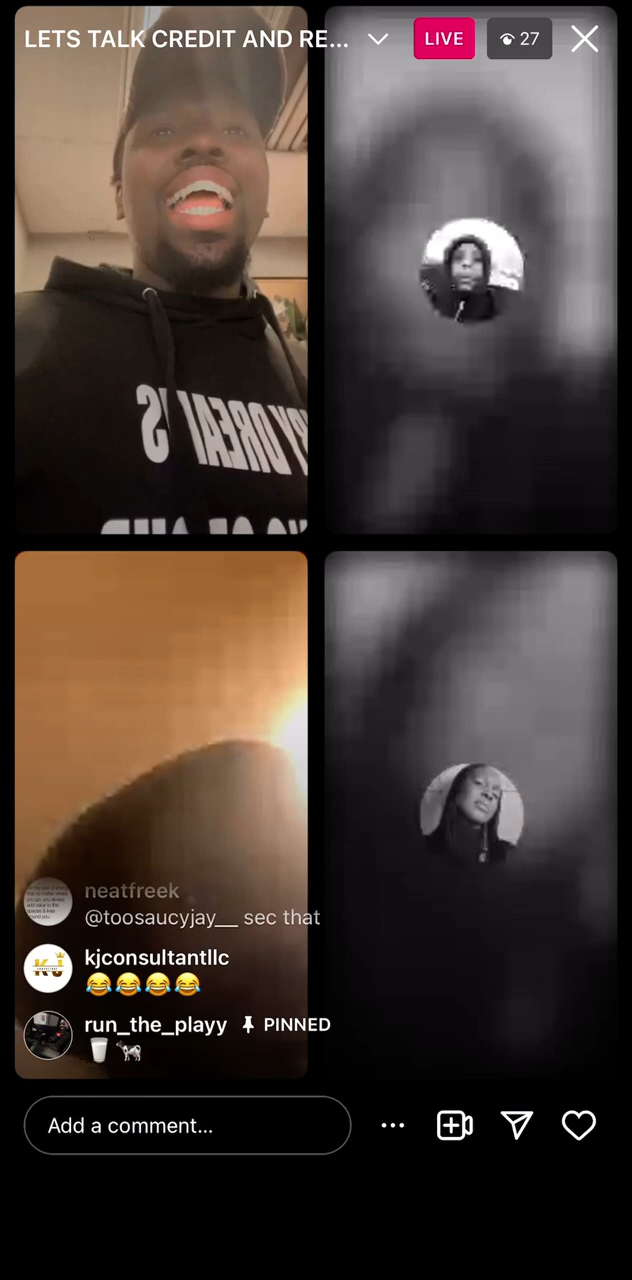 LETS TALK CREDIT AND RE...
LIVE
27
neatfreek
@toosaucyjay__ sec that
kjconsultantllc
😂😂😂😂
run_the_playy PINNED
🥛🐄
Add a comment...